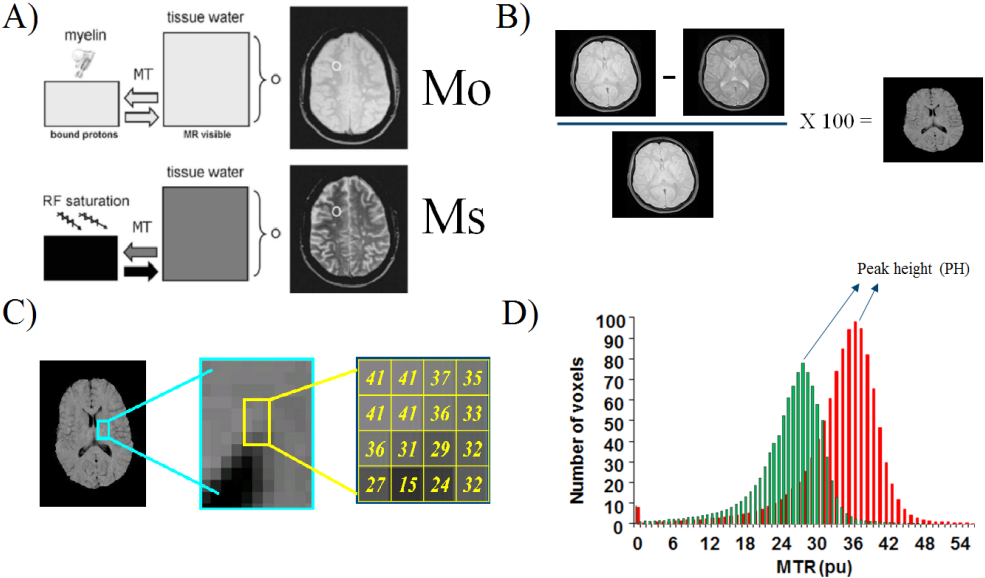 A)
tissue water
myelin
MT
bound protons
MR visible
Mo
tissue water
RF saturation
MT
Ms
B)
-
X 100 =
C)
41 41 37 35
41 41 36 33
36 31 29 32
27 15 24 32
D)
Peak height (PH)
Number of voxels
100
90
80
70
60
50
40
30
20
10
0
0 6 12 18 24 30 36 42 48 54
MTR (pu)